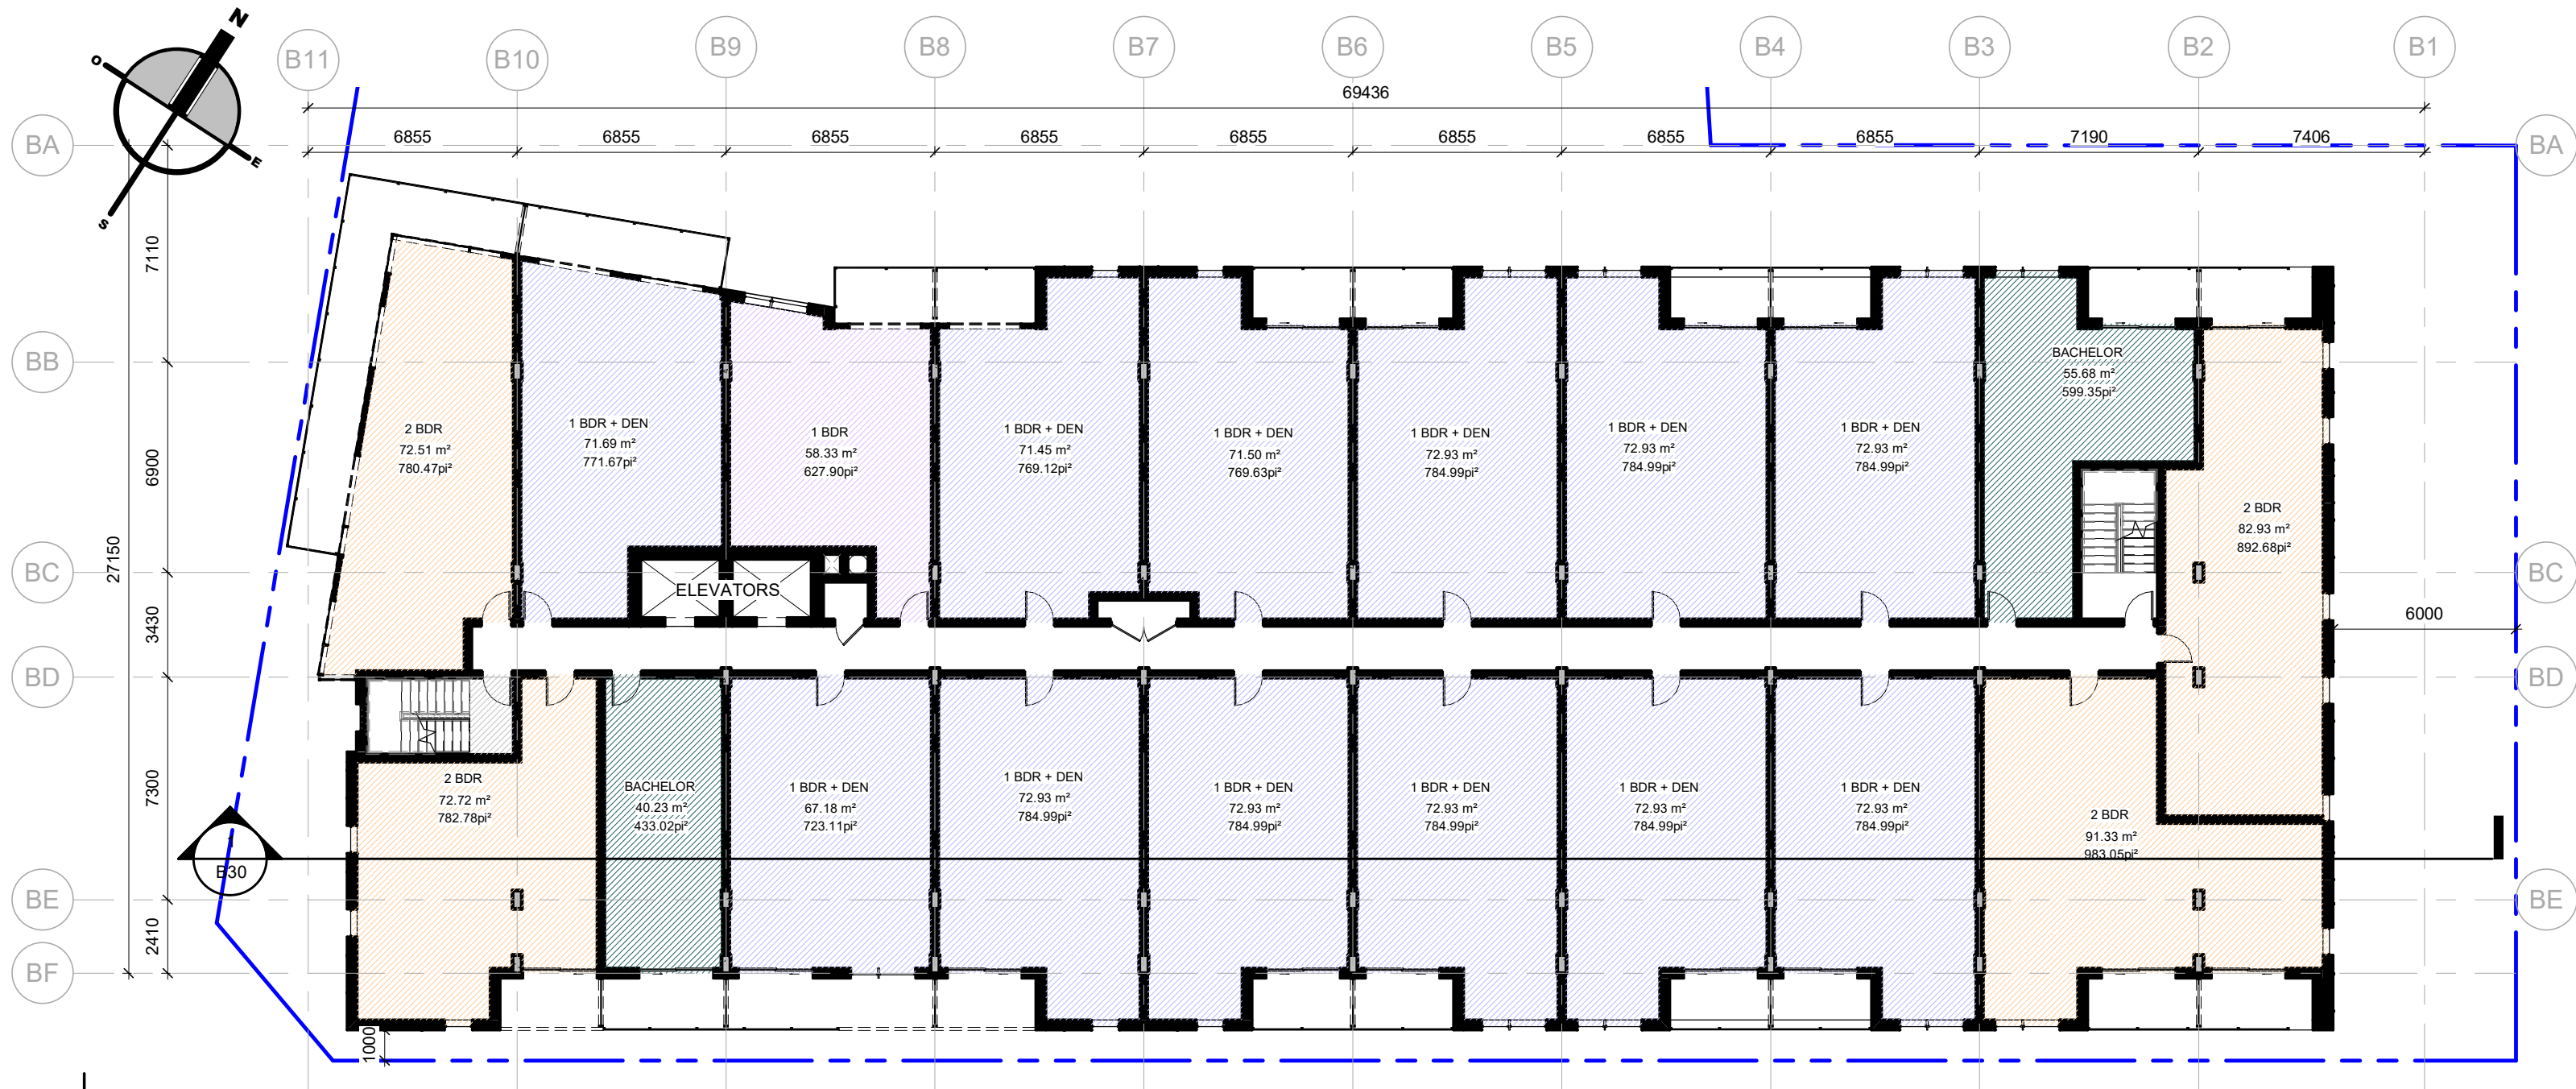 N
O
E
S
B11
B10
B9
B8
B7
B6
B5
B4
B3
B2
B1
69436
6855
6855
6855
6855
6855
6855
6855
6855
7190
7406
BA
BA
7110
BB
6900
27150
BC
BC
3430
BD
BD
7300
BE
BE
2410
BF
6000
1000
2 BDR
72.51 m²
780.47pi²
1 BDR + DEN
71.69 m²
771.67pi²
1 BDR
58.33 m²
627.90pi²
1 BDR + DEN
71.45 m²
769.12pi²
1 BDR + DEN
71.50 m²
769.63pi²
1 BDR + DEN
72.93 m²
784.99pi²
1 BDR + DEN
72.93 m²
784.99pi²
1 BDR + DEN
72.93 m²
784.99pi²
BACHELOR
55.68 m²
599.35pi²
2 BDR
82.93 m²
892.68pi²
ELEVATORS
2 BDR
72.72 m²
782.78pi²
BACHELOR
40.23 m²
433.02pi²
1 BDR + DEN
67.18 m²
723.11pi²
1 BDR + DEN
72.93 m²
784.99pi²
1 BDR + DEN
72.93 m²
784.99pi²
1 BDR + DEN
72.93 m²
784.99pi²
1 BDR + DEN
72.93 m²
784.99pi²
1 BDR + DEN
72.93 m²
784.99pi²
2 BDR
91.33 m²
983.05pi²
1
B30